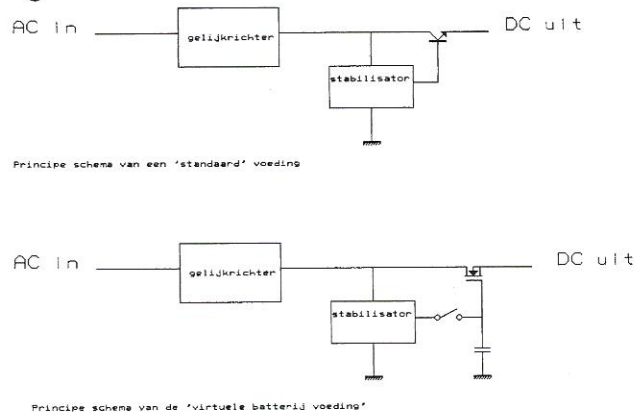 AC in
gelijkrichter
DC uit
stabilisator
Principe schema van een 'standaard' voeding
AC in
gelijkrichter
DC uit
stabilisator
Principe schema van de 'virtuele batterij voeding'